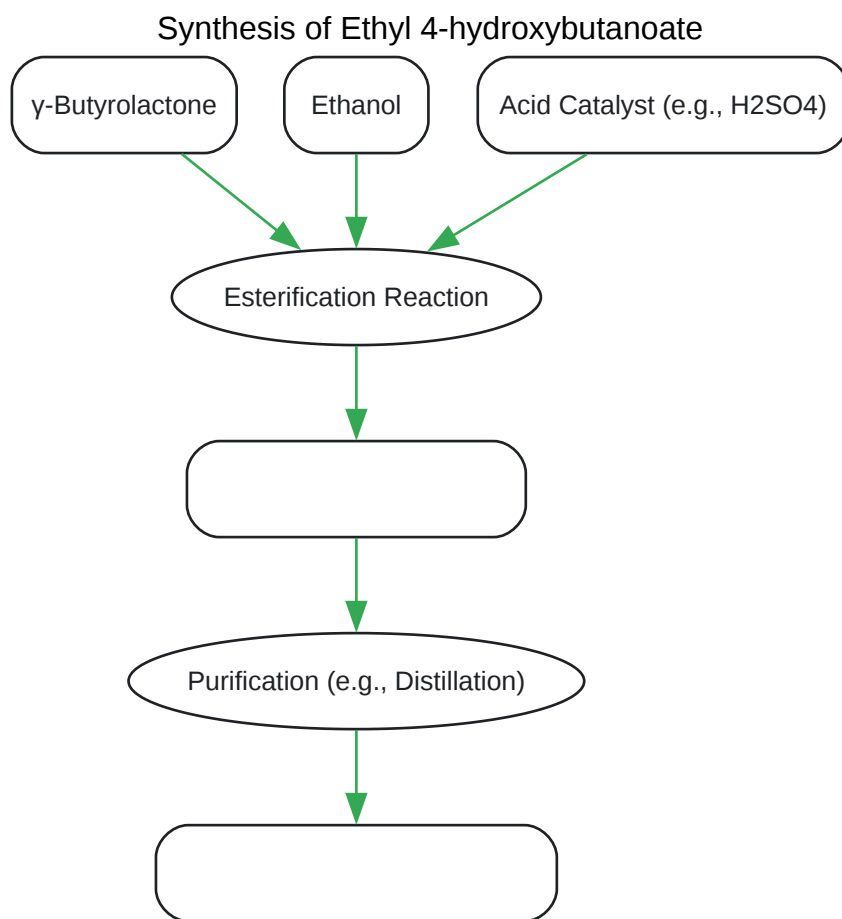 Synthesis of Ethyl 4-hydroxybutanoate
γ-Butyrolactone
Ethanol
Acid Catalyst (e.g., H2SO4)
Esterification Reaction
Purification (e.g., Distillation)